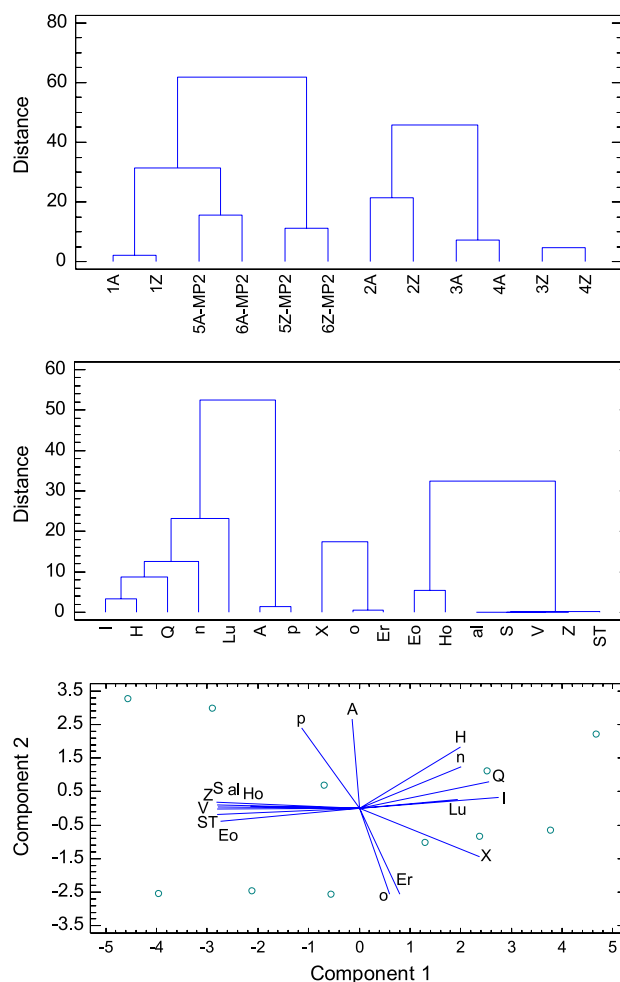 80
60
40
20
0
Distance
1A 1Z 5A-MP2 6A-MP2 5Z-MP2 6Z-MP2 2A 2Z 3A 4A 3Z 4Z
60
50
40
30
20
10
0
Distance
I H Q n Lu A p X o Er Eo Ho al S V Z ST
3.5
2.5
1.5
0.5
-0.5
-1.5
-2.5
-3.5
Component 2
p A H n Q I Lu X Er o
Z S al Ho
V
ST
Eo
-5 -4 -3 -2 -1 0 1 2 3 4 5
Component 1